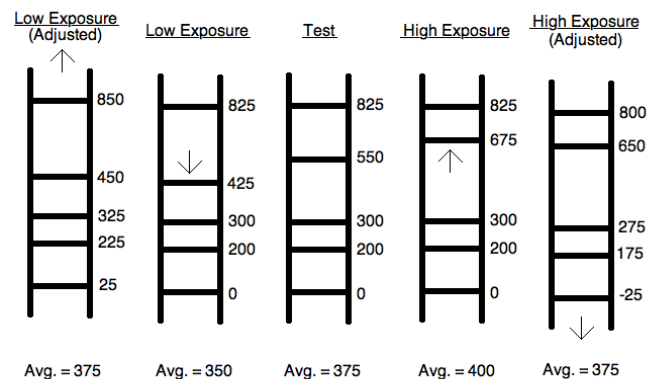 Low Exposure
(Adjusted)
850
450
325
225
25
Avg. = 375
Low Exposure
825
425
300
200
0
Avg. = 350
Test
825
550
300
200
0
Avg. = 375
High Exposure
825
675
300
200
0
Avg. = 400
High Exposure
(Adjusted)
800
650
275
175
-25
Avg. = 375